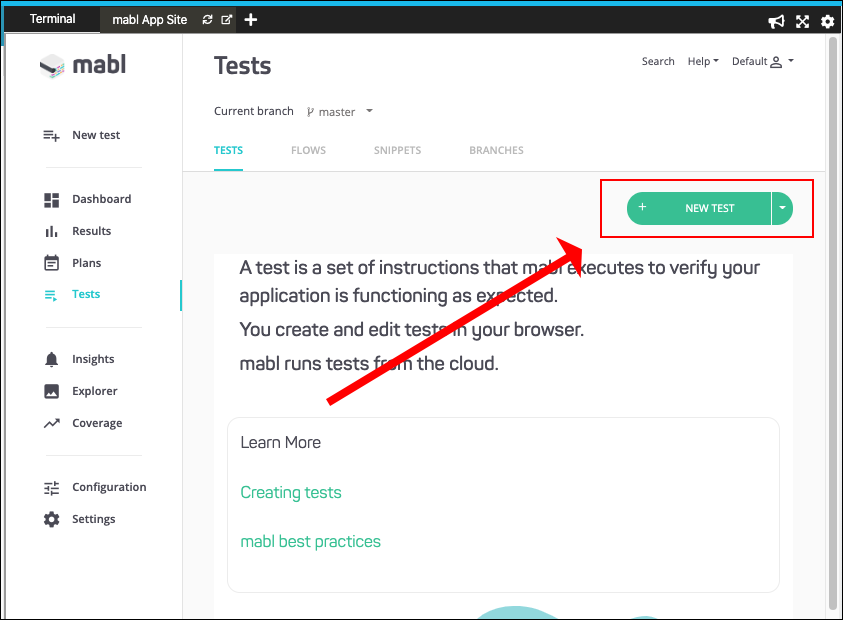 Terminal
mabl App Site
mabl
New test
Dashboard
Results
Plans
Tests
Insights
Explorer
Coverage
Configuration
Settings
Tests
Search Help Default
Current branch master
TESTS FLOWS SNIPPETS BRANCHES
+ NEW TEST
A test is a set of instructions that mabl executes to verify your
application is functioning as expected.
You create and edit tests in your browser.
mabl runs tests from the cloud.
Learn More
Creating tests
mabl best practices